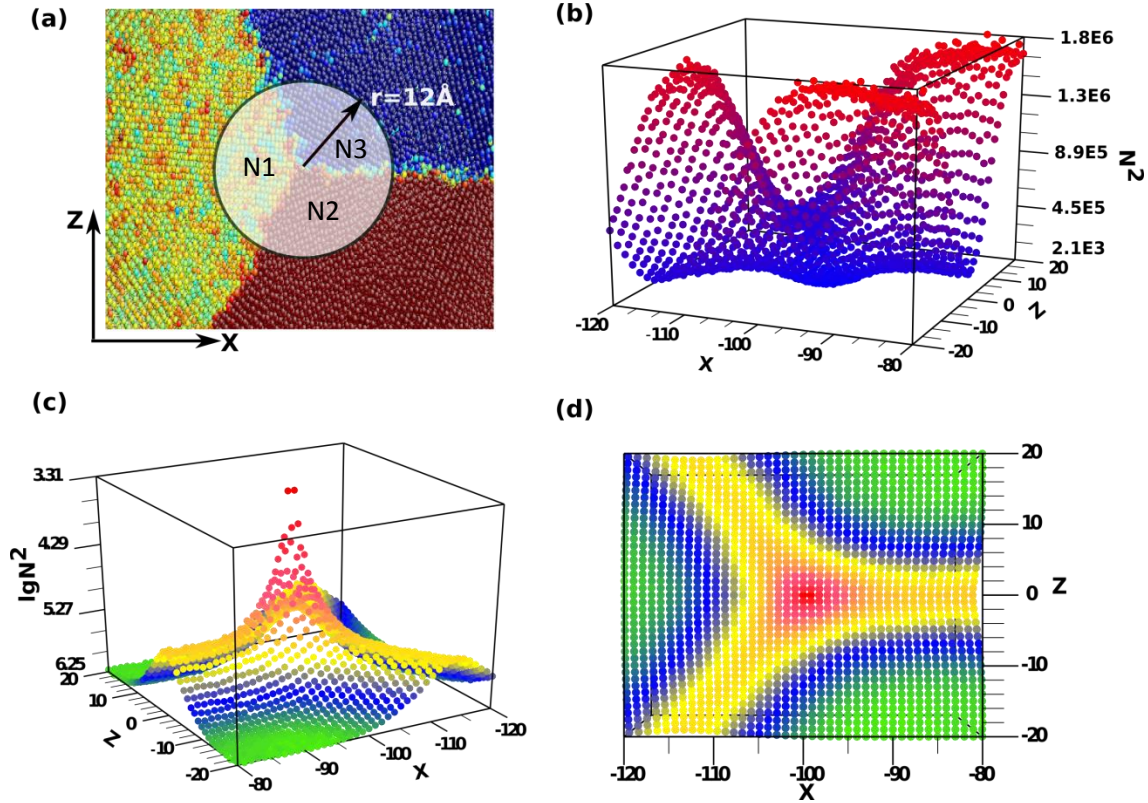 (a)
r=12Å
N1
N3
N2
Z
X
(b)
1.8E6
1.3E6
8.9E5
4.5E5
2.1E3
N²
20
10
0
-10
-20
Z
-120
-110
-100
-90
-80
X
(c)
3.31
4.29
5.27
6.25
lgN²
20
10
0
-10
-20
Z
-80
-90
-100
-110
-120
X
(d)
20
10
0
-10
-20
Z
-120
-110
-100
-90
-80
X